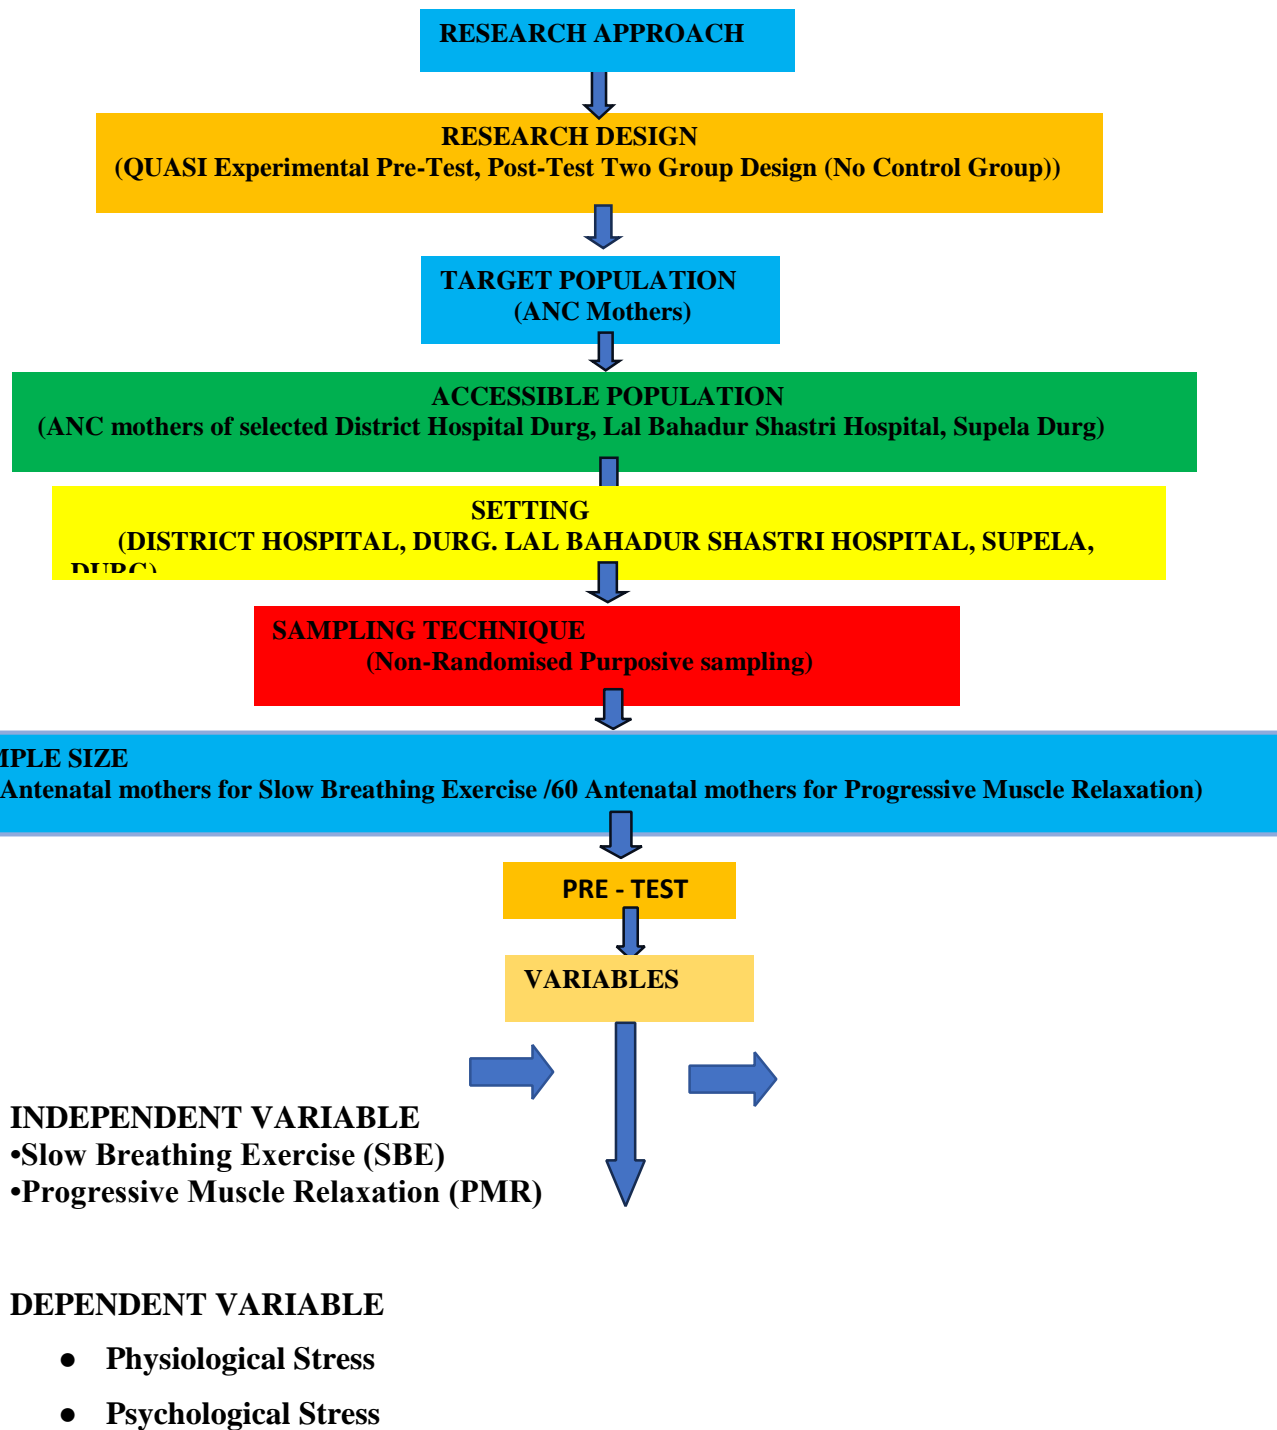 RESEARCH APPROACH
RESEARCH DESIGN
(QUASI Experimental Pre-Test, Post-Test Two Group Design (No Control Group))
TARGET POPULATION
(ANC Mothers)
ACCESSIBLE POPULATION
(ANC mothers of selected District Hospital Durg, Lal Bahadur Shastri Hospital, Supela Durg)
SETTING
(DISTRICT HOSPITAL, DURG. LAL BAHADUR SHASTRI HOSPITAL, SUPELA,
DURG)
SAMPLING TECHNIQUE
(Non-Randomised Purposive sampling)
MPLE SIZE
Antenatal mothers for Slow Breathing Exercise /60 Antenatal mothers for Progressive Muscle Relaxation)
PRE - TEST
VARIABLES
INDEPENDENT VARIABLE
•Slow Breathing Exercise (SBE)
•Progressive Muscle Relaxation (PMR)
DEPENDENT VARIABLE
● Physiological Stress
● Psychological Stress